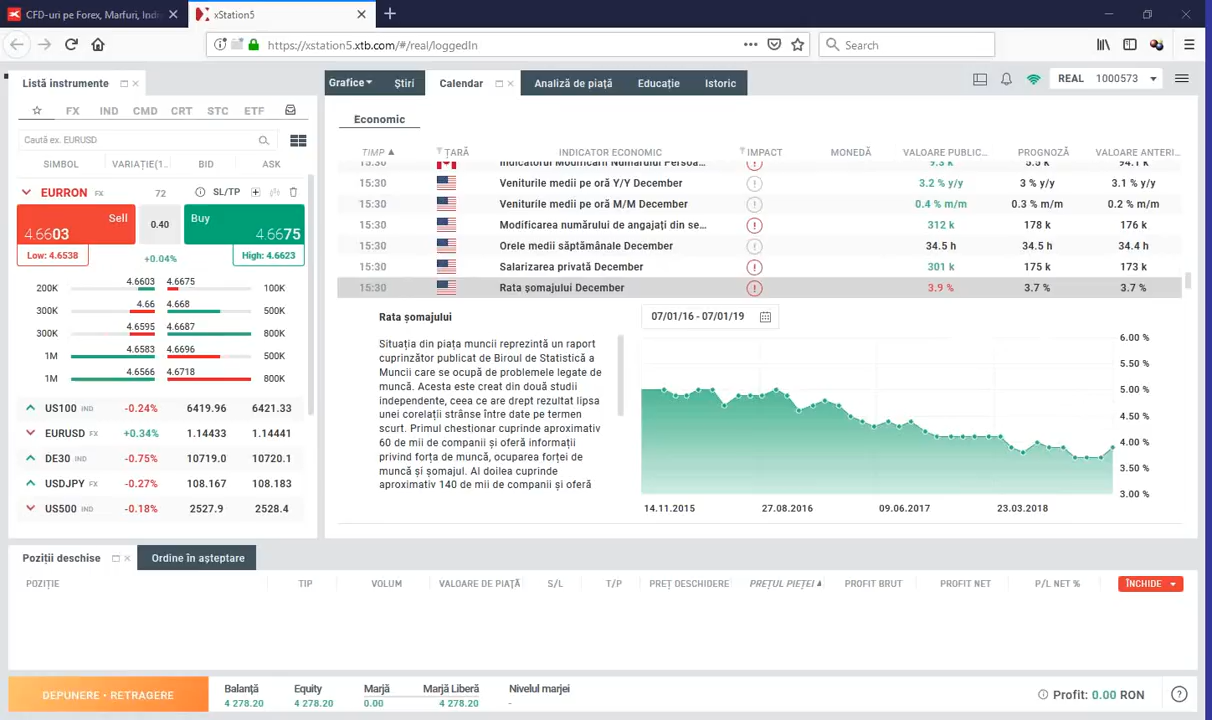 CFD-uri pe Forex, Marfuri, Indi
xStation5
https://xstation5.xtb.com/#/real/loggedIn
Search
Listă instrumente
Grafice
Știri
Calendar
Analiză de piață
Educație
Istoric
REAL 1000573
FX IND CMD CRT STC ETF
Caută ex. EURUSD
SIMBOL VARIAȚIE(1... BID ASK
EURRON FX 72 SL/TP
Sell
4.6603
0.40
Buy
4.6675
Low: 4.6538
+0.04%
High: 4.6623
200K 4.6603 4.6675 100K
300K 4.66 4.668 500K
300K 4.6595 4.6687 800K
1M 4.6583 4.6696 500K
1M 4.6566 4.6718 800K
US100 IND -0.24% 6419.96 6421.33
EURUSD FX +0.34% 1.14433 1.14441
DE30 IND -0.75% 10719.0 10720.1
USDJPY FX -0.27% 108.167 108.183
US500 IND -0.18% 2527.9 2528.4
Economic
TIMP ȚARĂ INDICATOR ECONOMIC IMPACT MONEDĂ VALOARE PUBLIC... PROGNOZĂ VALOARE ANTERI...
15:30 Indicatorul Modificării Numărului Persoa... 9.3 k 5.5 k 94.1 k
15:30 Veniturile medii pe oră Y/Y December 3.2 % y/y 3 % y/y 3.1 % y/y
15:30 Veniturile medii pe oră M/M December 0.4 % m/m 0.3 % m/m 0.2 % m/m
15:30 Modificarea numărului de angajați din se... 312 k 178 k 176 k
15:30 Orele medii săptămânale December 34.5 h 34.5 h 34.4 h
15:30 Salarizarea privată December 301 k 175 k 173 k
15:30 Rata șomajului December 3.9 % 3.7 % 3.7 %
Rata șomajului
Situația din piața muncii reprezintă un raport
cuprinzător publicat de Biroul de Statistică a
Muncii care se ocupă de problemele legate de
muncă. Acesta este creat din două studii
independente, ceea ce are drept rezultat lipsa
unei corelații strânse între date pe termen
scurt. Primul chestionar cuprinde aproximativ
60 de mii de companii și oferă informații
privind forța de muncă, ocuparea forței de
muncă și șomajul. Al doilea cuprinde
aproximativ 140 de mii de companii și oferă
07/01/16 - 07/01/19
6.00 %
5.50 %
5.00 %
4.50 %
4.00 %
3.50 %
3.00 %
14.11.2015 27.08.2016 09.06.2017 23.03.2018
Poziții deschise
Ordine în așteptare
POZIȚIE TIP VOLUM VALOARE DE PIAȚĂ S/L T/P PREȚ DESCHIDERE PREȚUL PIEȚEI PROFIT BRUT PROFIT NET P/L NET % ÎNCHIDE
DEPUNERE • RETRAGERE
Balanță Equity Marjă Marjă Liberă Nivelul marjei
4 278.20 4 278.20 0.00 4 278.20 -
Profit: 0.00 RON